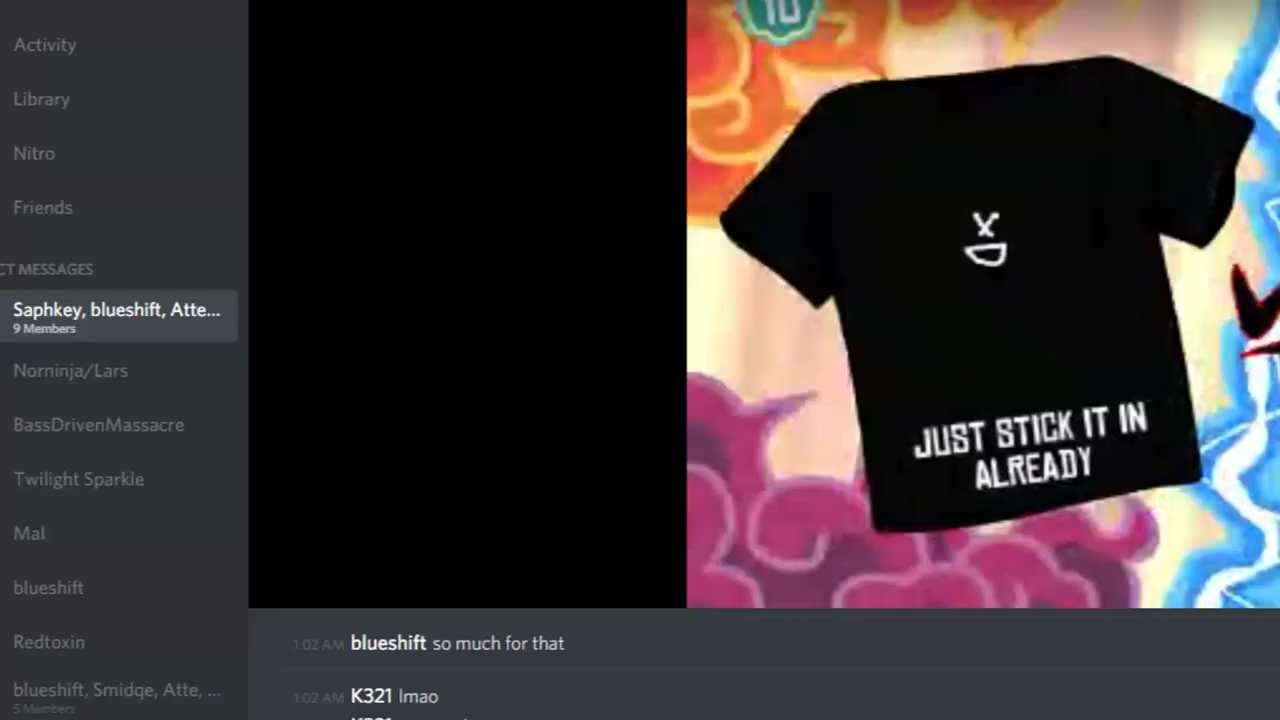 Activity
Library
Nitro
Friends
CT MESSAGES
Saphkey, blueshift, Atte...
9 Members
Norninja/Lars
BassDrivenMassacre
Twilight Sparkle
Mal
blueshift
Redtoxin
blueshift, Smidqe, Atte, ...
5 Members
10
JUST STICK IT IN
ALREADY
1:02 AM blueshift so much for that
1:02 AM K321 lmao